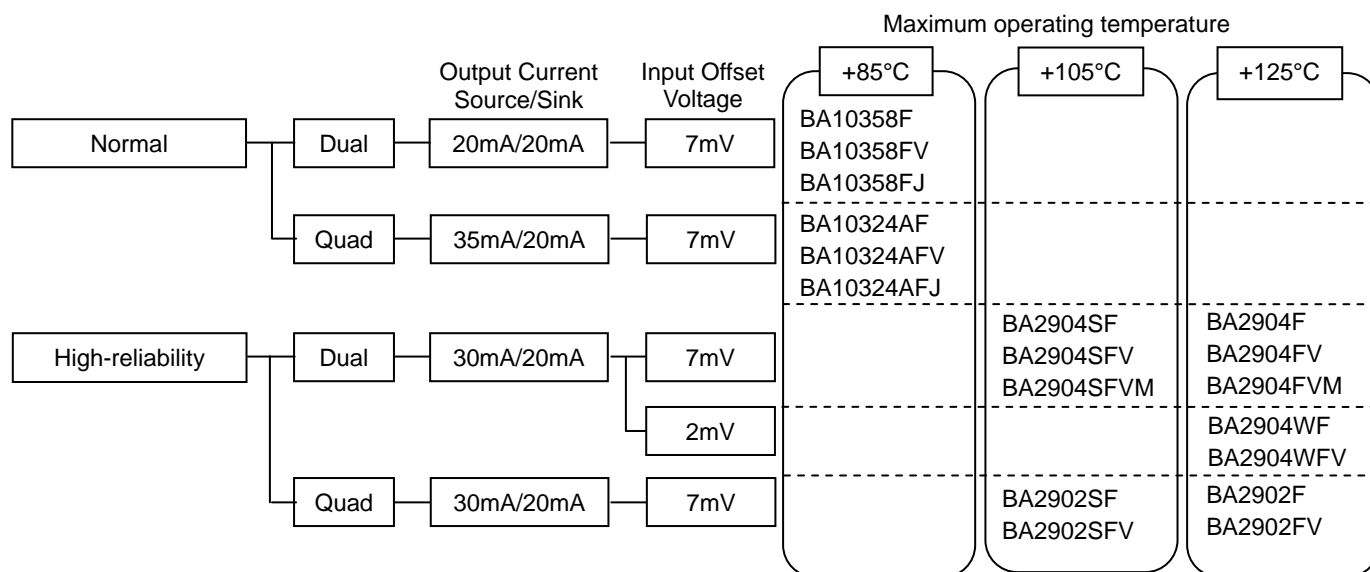 Maximum operating temperature
Output Current
Source/Sink
Input Offset
Voltage
+85°C
+105°C
+125°C
Normal
Dual
20mA/20mA
7mV
BA10358F
BA10358FV
BA10358FJ
Quad
35mA/20mA
7mV
BA10324AF
BA10324AFV
BA10324AFJ
High-reliability
Dual
30mA/20mA
7mV
BA2904SF
BA2904SFV
BA2904SFVM
BA2904F
BA2904FV
BA2904FVM
2mV
BA2904WF
BA2904WFV
Quad
30mA/20mA
7mV
BA2902SF
BA2902SFV
BA2902F
BA2902FV